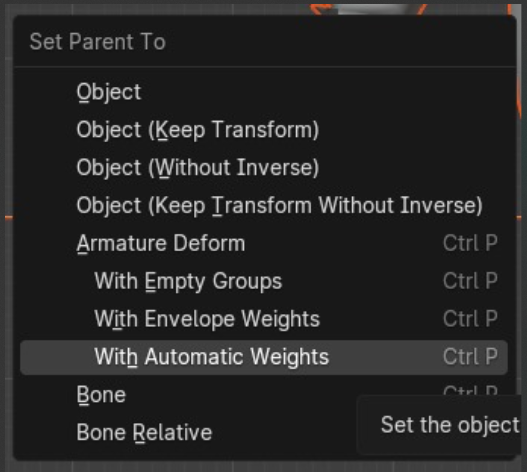 Set Parent To
Object
Object (Keep Transform)
Object (Without Inverse)
Object (Keep Transform Without Inverse)
Armature Deform Ctrl P
With Empty Groups Ctrl P
With Envelope Weights Ctrl P
With Automatic Weights Ctrl P
Bone Ctrl P
Set the object
Bone Relative